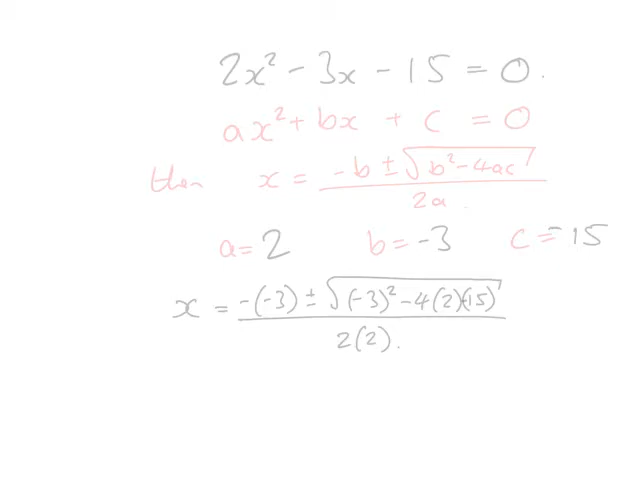 2x² - 3x - 15 = 0.
ax² + bx + c = 0
then x = (-b ± √(b² - 4ac)) / 2a.
a = 2 b = -3 c = -15
x = (-(-3) ± √((-3)² - 4(2)(-15))) / 2(2).